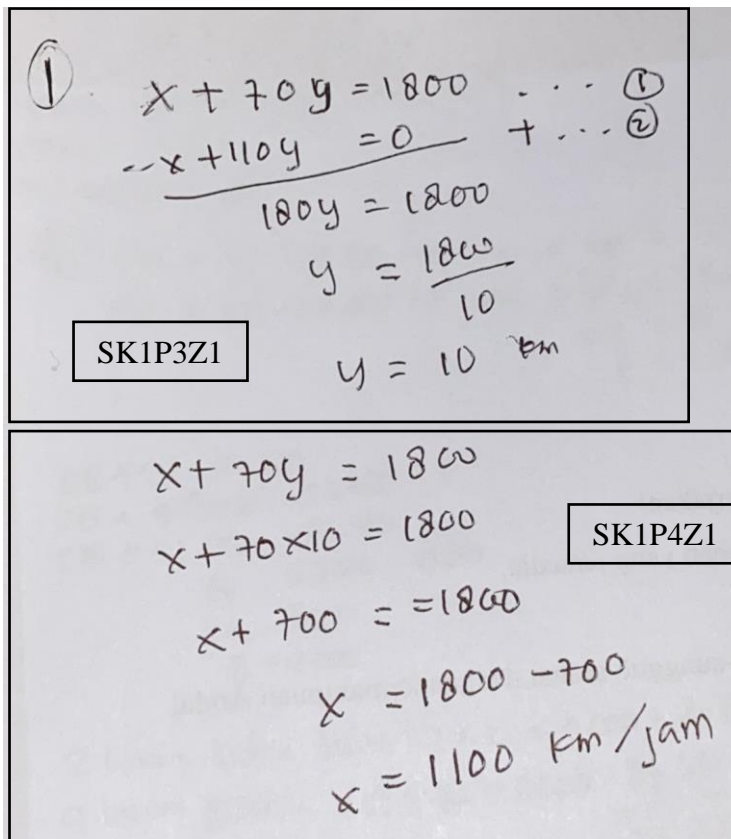 ① x + 70y = 1800 .... ①
-x + 110y = 0 + ... ②
180y = 1800
y = 1800/10
SK1P3Z1
y = 10 km
x + 70y = 1800
x + 70 × 10 = 1800
SK1P4Z1
x + 700 = =1800
x = 1800 - 700
x = 1100 km/jam